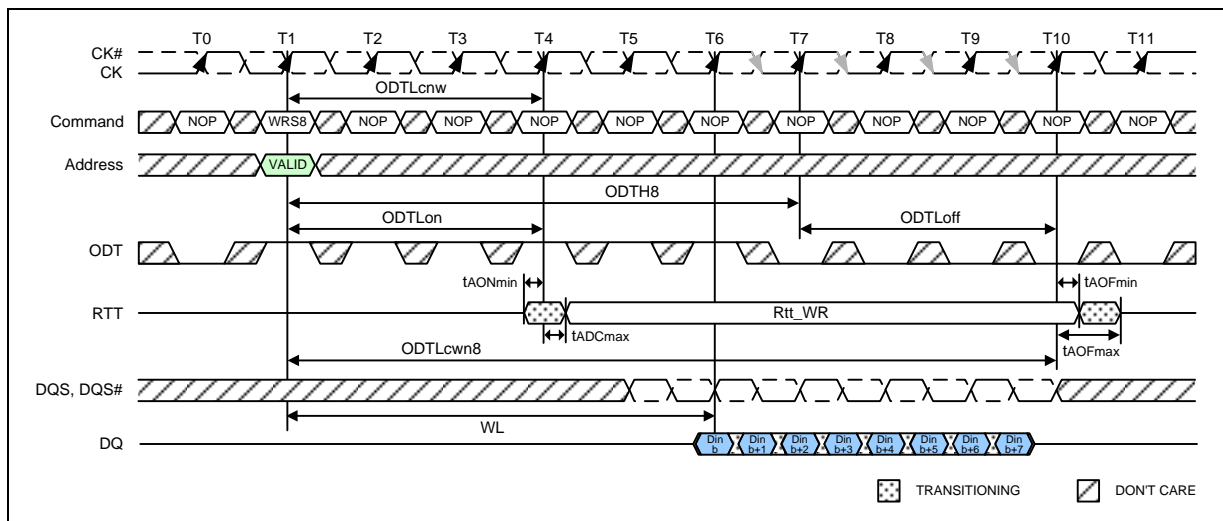 T0 T1 T2 T3 T4 T5 T6 T7 T8 T9 T10 T11
CK#
CK
ODTLcnw
Command NOP WRS8 NOP NOP NOP NOP NOP NOP NOP NOP NOP NOP
Address VALID
ODTH8
ODTLon ODTLoff
ODT
tAONmin tAOFmin
RTT Rtt_WR
tADCmax
ODTLcwn8 tAOFmax
DQS, DQS#
WL
DQ Din b Din b+1 Din b+2 Din b+3 Din b+4 Din b+5 Din b+6 Din b+7
TRANSITIONING DON'T CARE